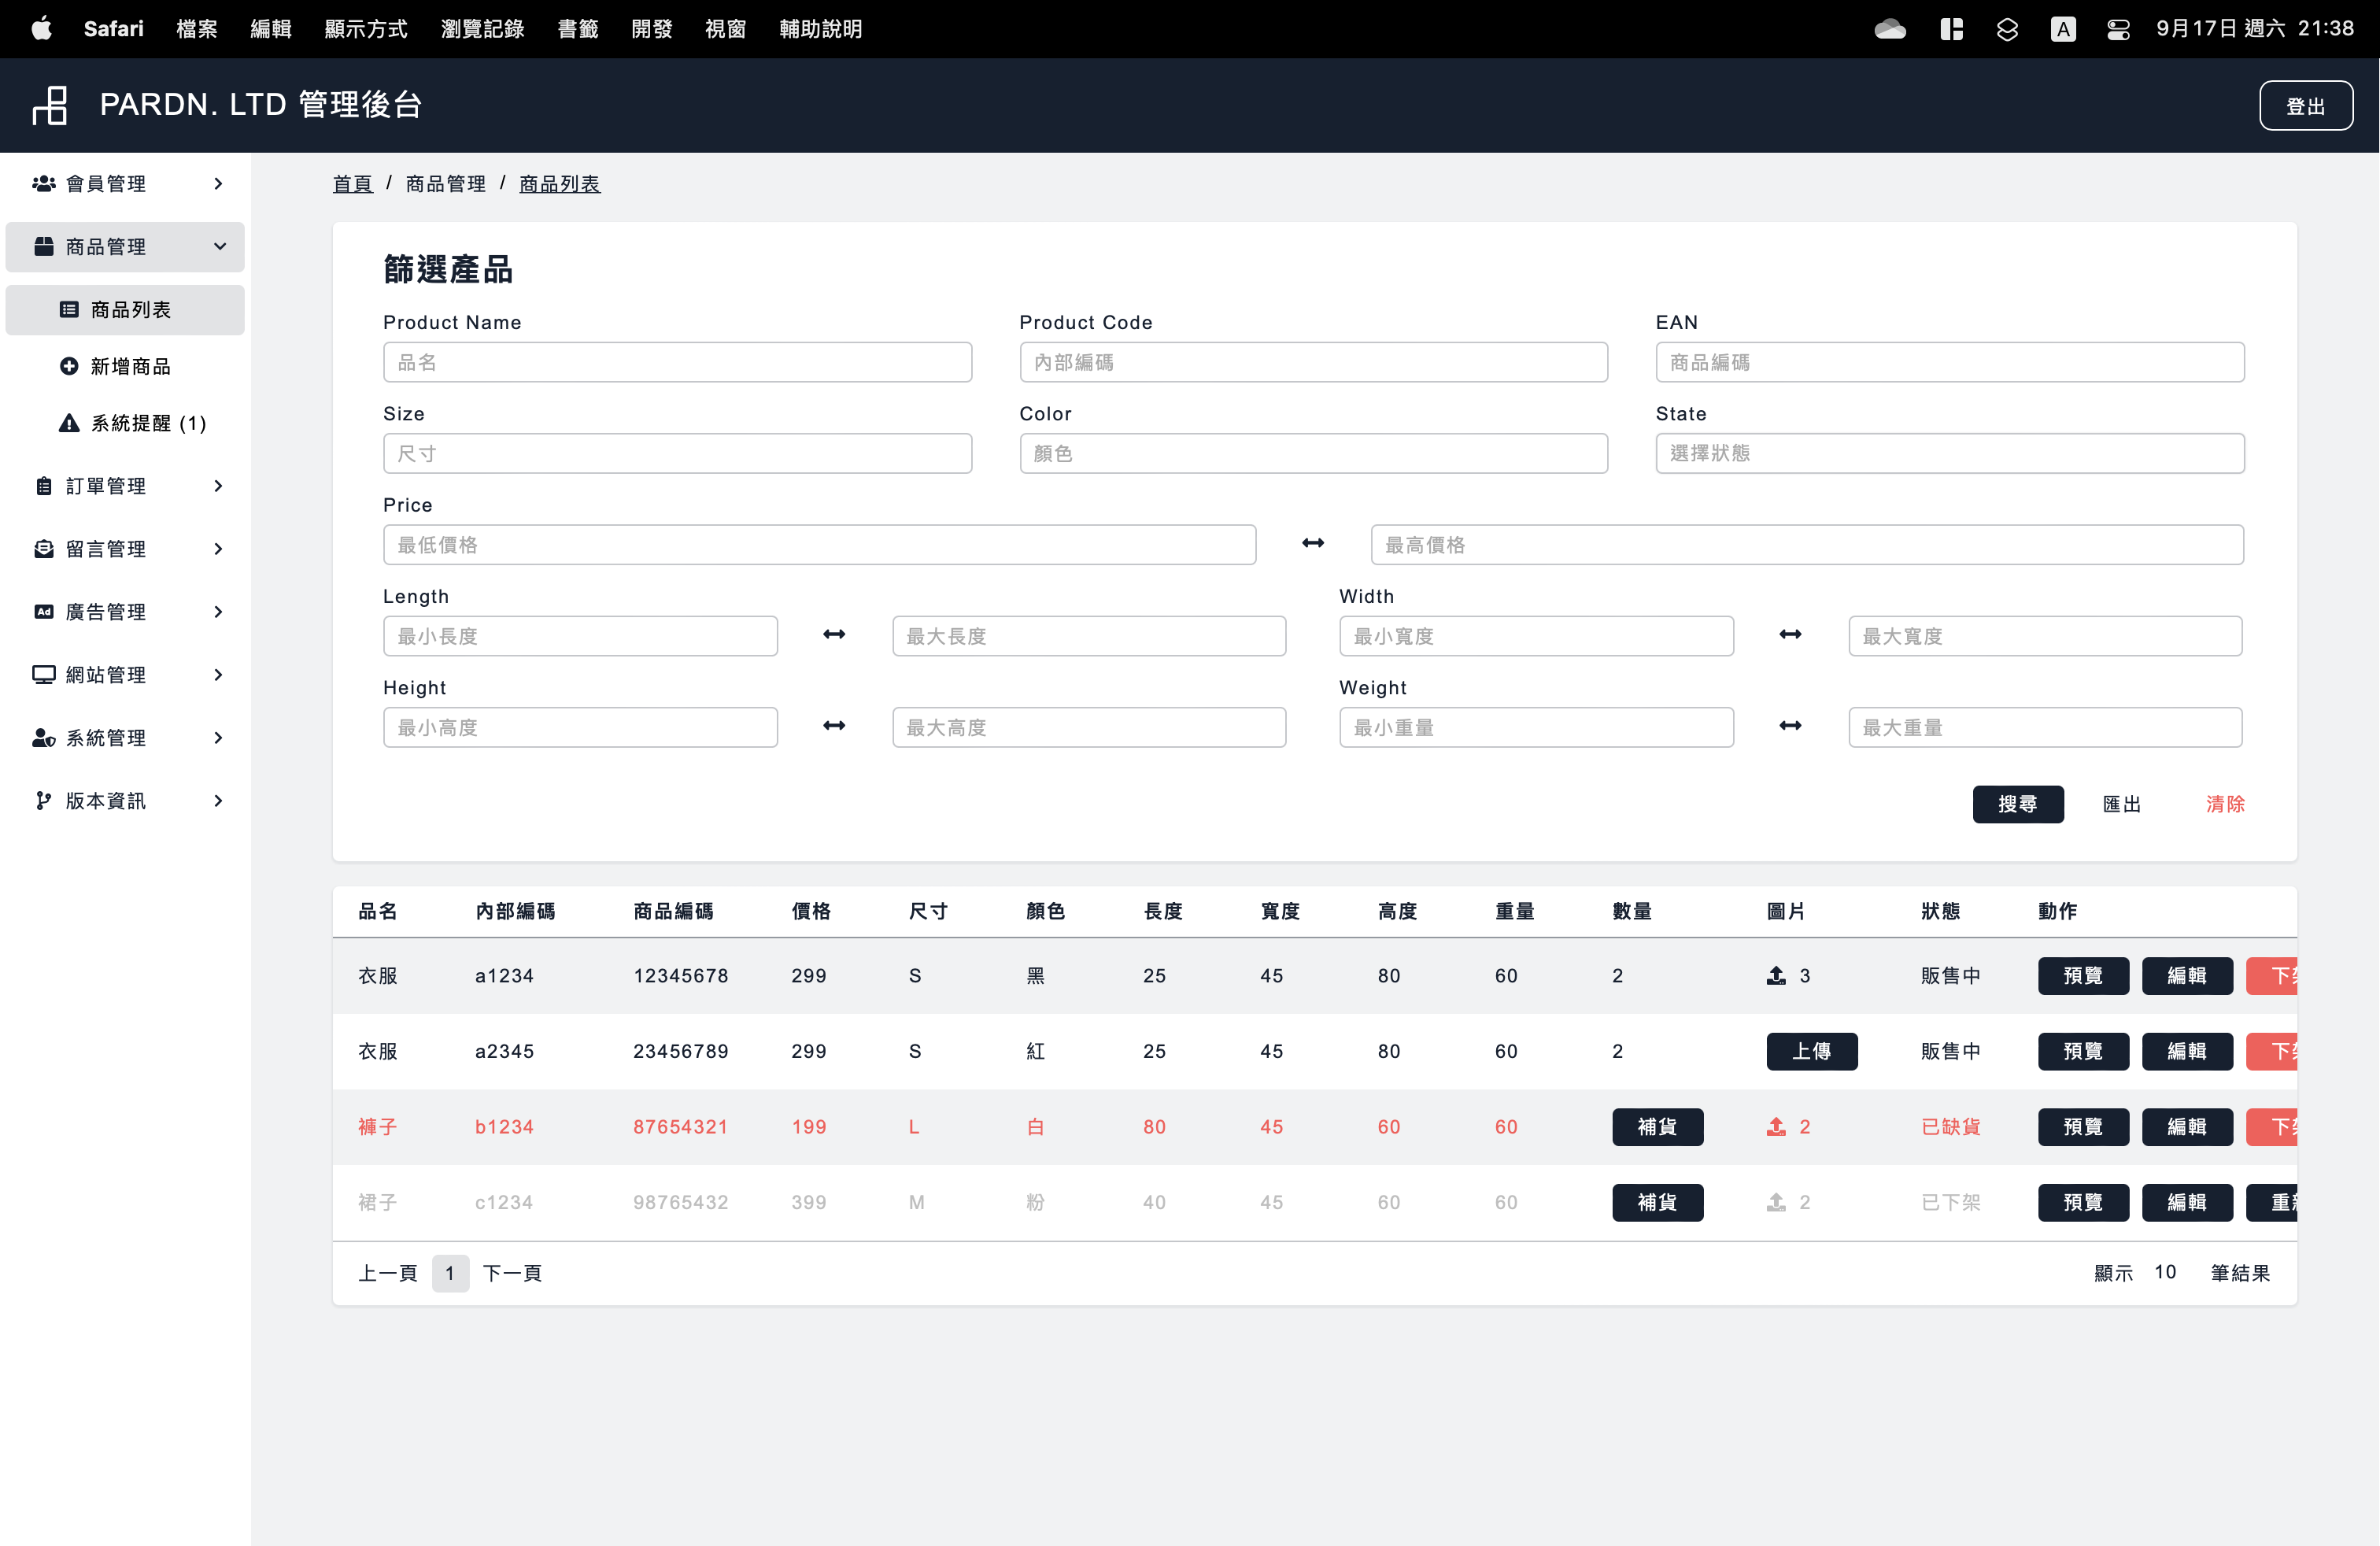 Safari 檔案 編輯 顯示方式 瀏覽記錄 書籤 開發 視窗 輔助說明 A 9月17日 週六 21:38
PARDN. LTD 管理後台 登出
會員管理
商品管理
商品列表
新增商品
系統提醒 (1)
訂單管理
留言管理
Ad 廣告管理
網站管理
系統管理
版本資訊
首頁 / 商品管理 / 商品列表
篩選產品
Product Name Product Code EAN
品名 內部編碼 商品編碼
Size Color State
尺寸 顏色 選擇狀態
Price
最低價格 最高價格
Length Width
最小長度 最大長度 最小寬度 最大寬度
Height Weight
最小高度 最大高度 最小重量 最大重量
搜尋 匯出 清除
品名 內部編碼 商品編碼 價格 尺寸 顏色 長度 寬度 高度 重量 數量 圖片 狀態 動作
衣服 a1234 12345678 299 S 黑 25 45 80 60 2 3 販售中 預覽 編輯 下
衣服 a2345 23456789 299 S 紅 25 45 80 60 2 上傳 販售中 預覽 編輯 下
褲子 b1234 87654321 199 L 白 80 45 60 60 補貨 2 已缺貨 預覽 編輯 下
裙子 c1234 98765432 399 M 粉 40 45 60 60 補貨 2 已下架 預覽 編輯 重
上一頁 1 下一頁 顯示 10 筆結果